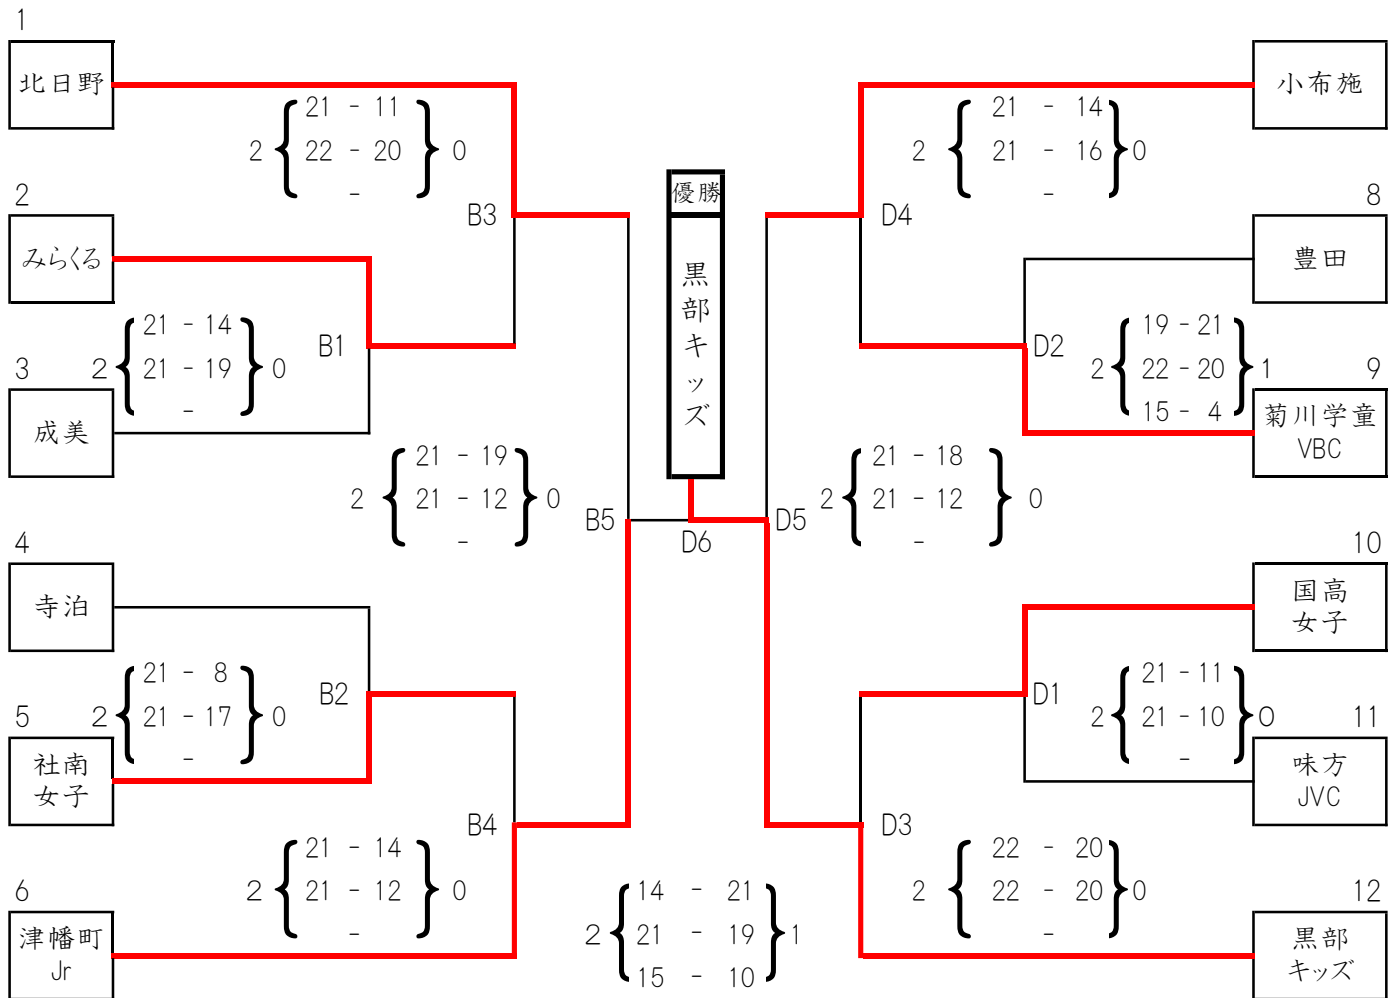 1
北日野
21 - 11
2 22 - 20 0
-
B3
2
みらくる
21 - 14
2 21 - 19 0
-
B1
3
成美
21 - 19
2 21 - 12 0
-
B5
4
寺泊
21 - 8
2 21 - 17 0
-
B2
5
社南
女子
B4
21 - 14
2 21 - 12 0
-
6
津幡町
Jr
優勝
黒部キッズ
D6
14 - 21
2 21 - 19 1
15 - 10
小布施
21 - 14
2 21 - 16 0
-
D4
8
豊田
D2
19 - 21
2 22 - 20 1
15 - 4
9
菊川学童
VBC
21 - 18
2 21 - 12 0
-
D5
10
国高
女子
D1
21 - 11
2 21 - 10 0
-
11
味方
JVC
D3
22 - 20
2 22 - 20 0
-
12
黒部
キッズ